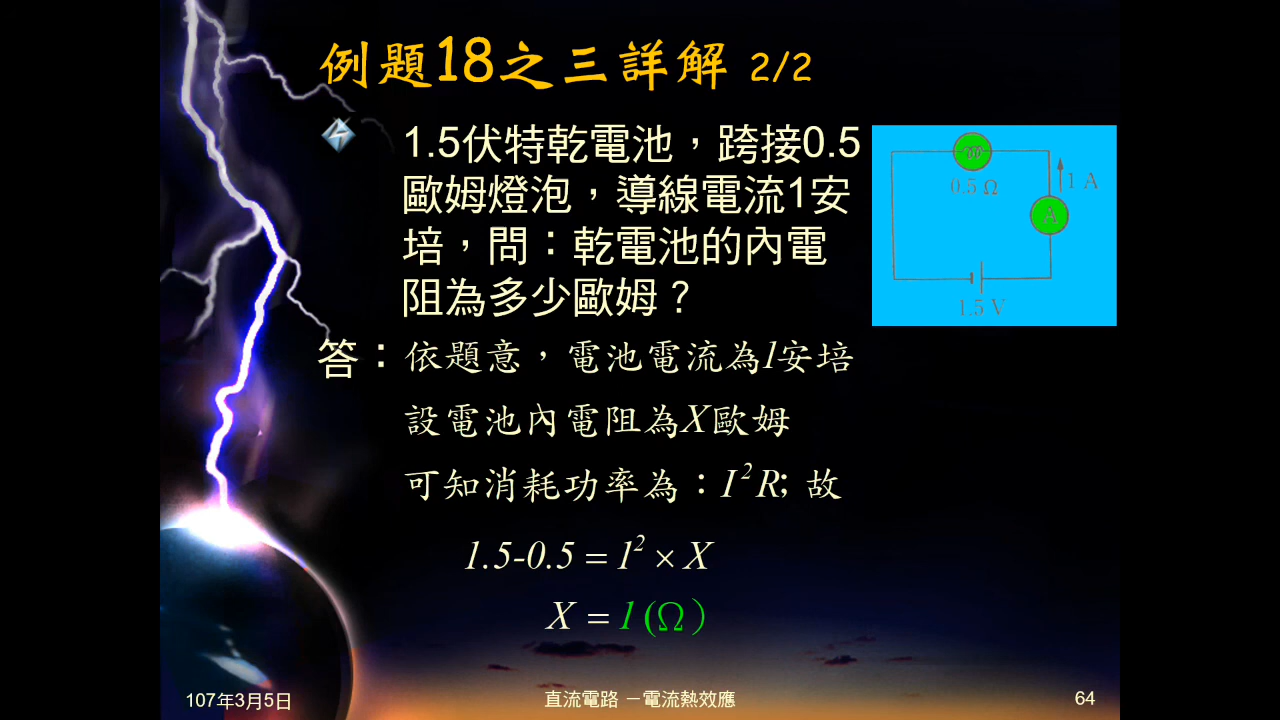 例題18之三詳解 2/2
1.5伏特乾電池，跨接0.5
歐姆燈泡，導線電流1安
培，問：乾電池的內電
阻為多少歐姆？
0.5 Ω
1 A
A
1.5 V
答：依題意，電池電流為1安培
設電池內電阻為X歐姆
可知消耗功率為：I²R; 故
1.5-0.5 = 1² × X
X = 1(Ω)
107年3月5日
直流電路 －電流熱效應
64